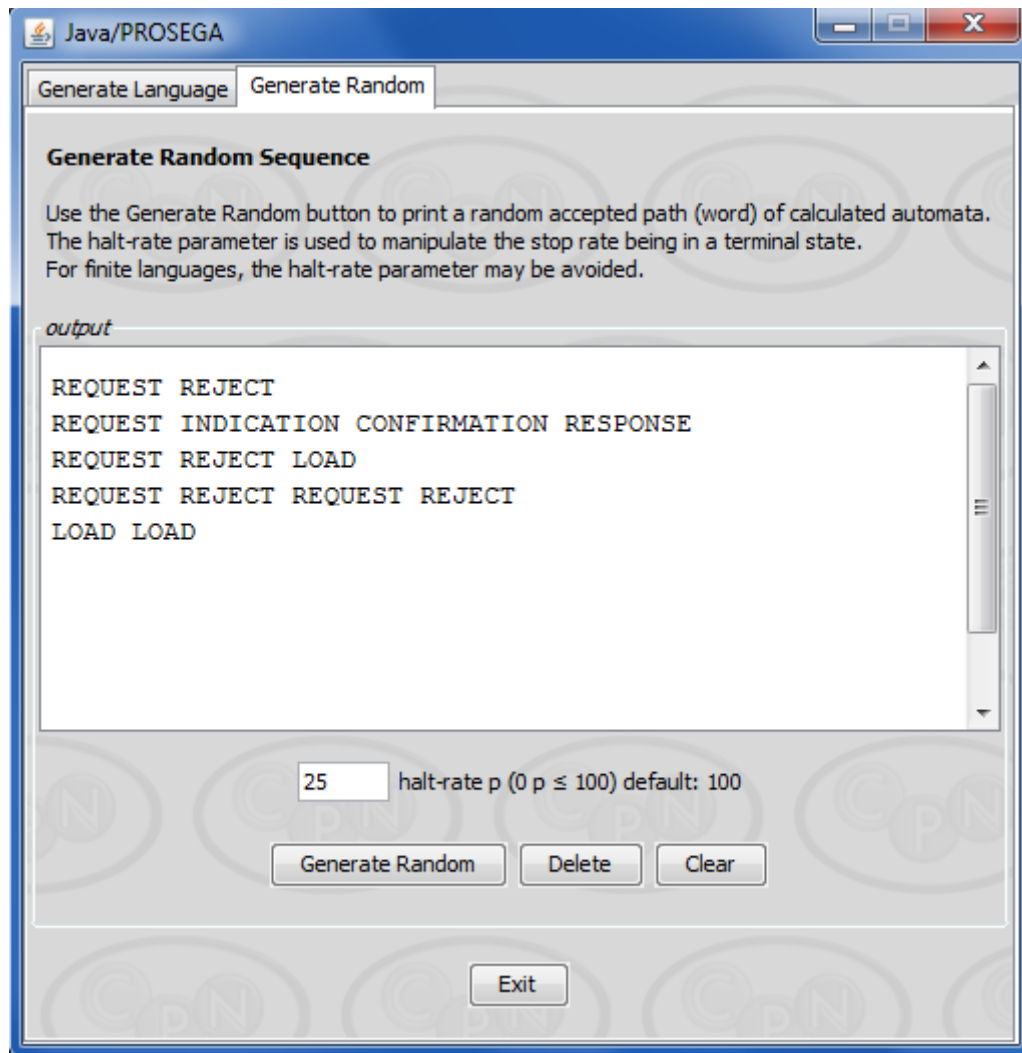 Java/PROSEGA
Generate Language Generate Random
Generate Random Sequence
Use the Generate Random button to print a random accepted path (word) of calculated automata.
The halt-rate parameter is used to manipulate the stop rate being in a terminal state.
For finite languages, the halt-rate parameter may be avoided.
output
REQUEST REJECT
REQUEST INDICATION CONFIRMATION RESPONSE
REQUEST REJECT LOAD
REQUEST REJECT REQUEST REJECT
LOAD LOAD
25 halt-rate p (0 p ≤ 100) default: 100
Generate Random Delete Clear
Exit